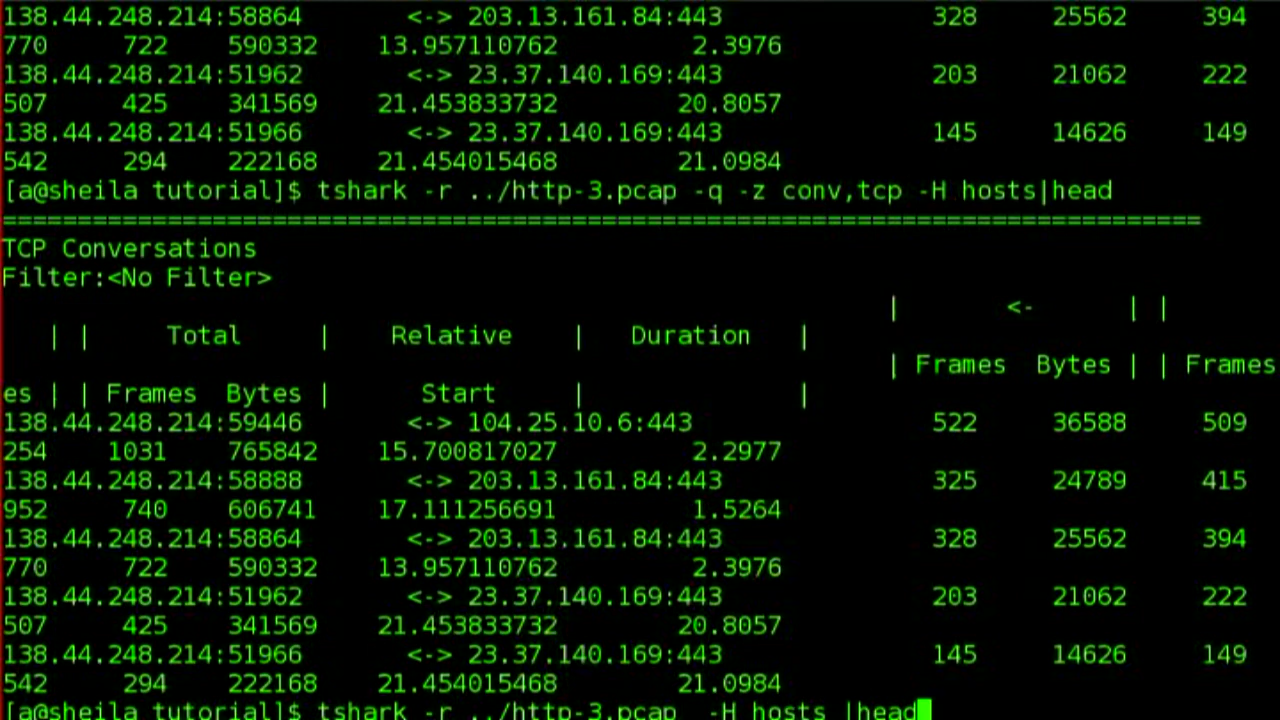 138.44.248.214:58864 <-> 203.13.161.84:443 328 25562 394
770 722 590332 13.957110762 2.3976
138.44.248.214:51962 <-> 23.37.140.169:443 203 21062 222
507 425 341569 21.453833732 20.8057
138.44.248.214:51966 <-> 23.37.140.169:443 145 14626 149
542 294 222168 21.454015468 21.0984
[a@sheila tutorial]$ tshark -r ../http-3.pcap -q -z conv,tcp -H hosts|head
================================================================================
TCP Conversations
Filter:<No Filter>
| <- | |
| | Total | Relative | Duration |
| Frames Bytes | | Frames
es | | Frames Bytes | Start | |
138.44.248.214:59446 <-> 104.25.10.6:443 522 36588 509
254 1031 765842 15.700817027 2.2977
138.44.248.214:58888 <-> 203.13.161.84:443 325 24789 415
952 740 606741 17.111256691 1.5264
138.44.248.214:58864 <-> 203.13.161.84:443 328 25562 394
770 722 590332 13.957110762 2.3976
138.44.248.214:51962 <-> 23.37.140.169:443 203 21062 222
507 425 341569 21.453833732 20.8057
138.44.248.214:51966 <-> 23.37.140.169:443 145 14626 149
542 294 222168 21.454015468 21.0984
[a@sheila tutorial]$ tshark -r ../http-3.pcap -H hosts |head